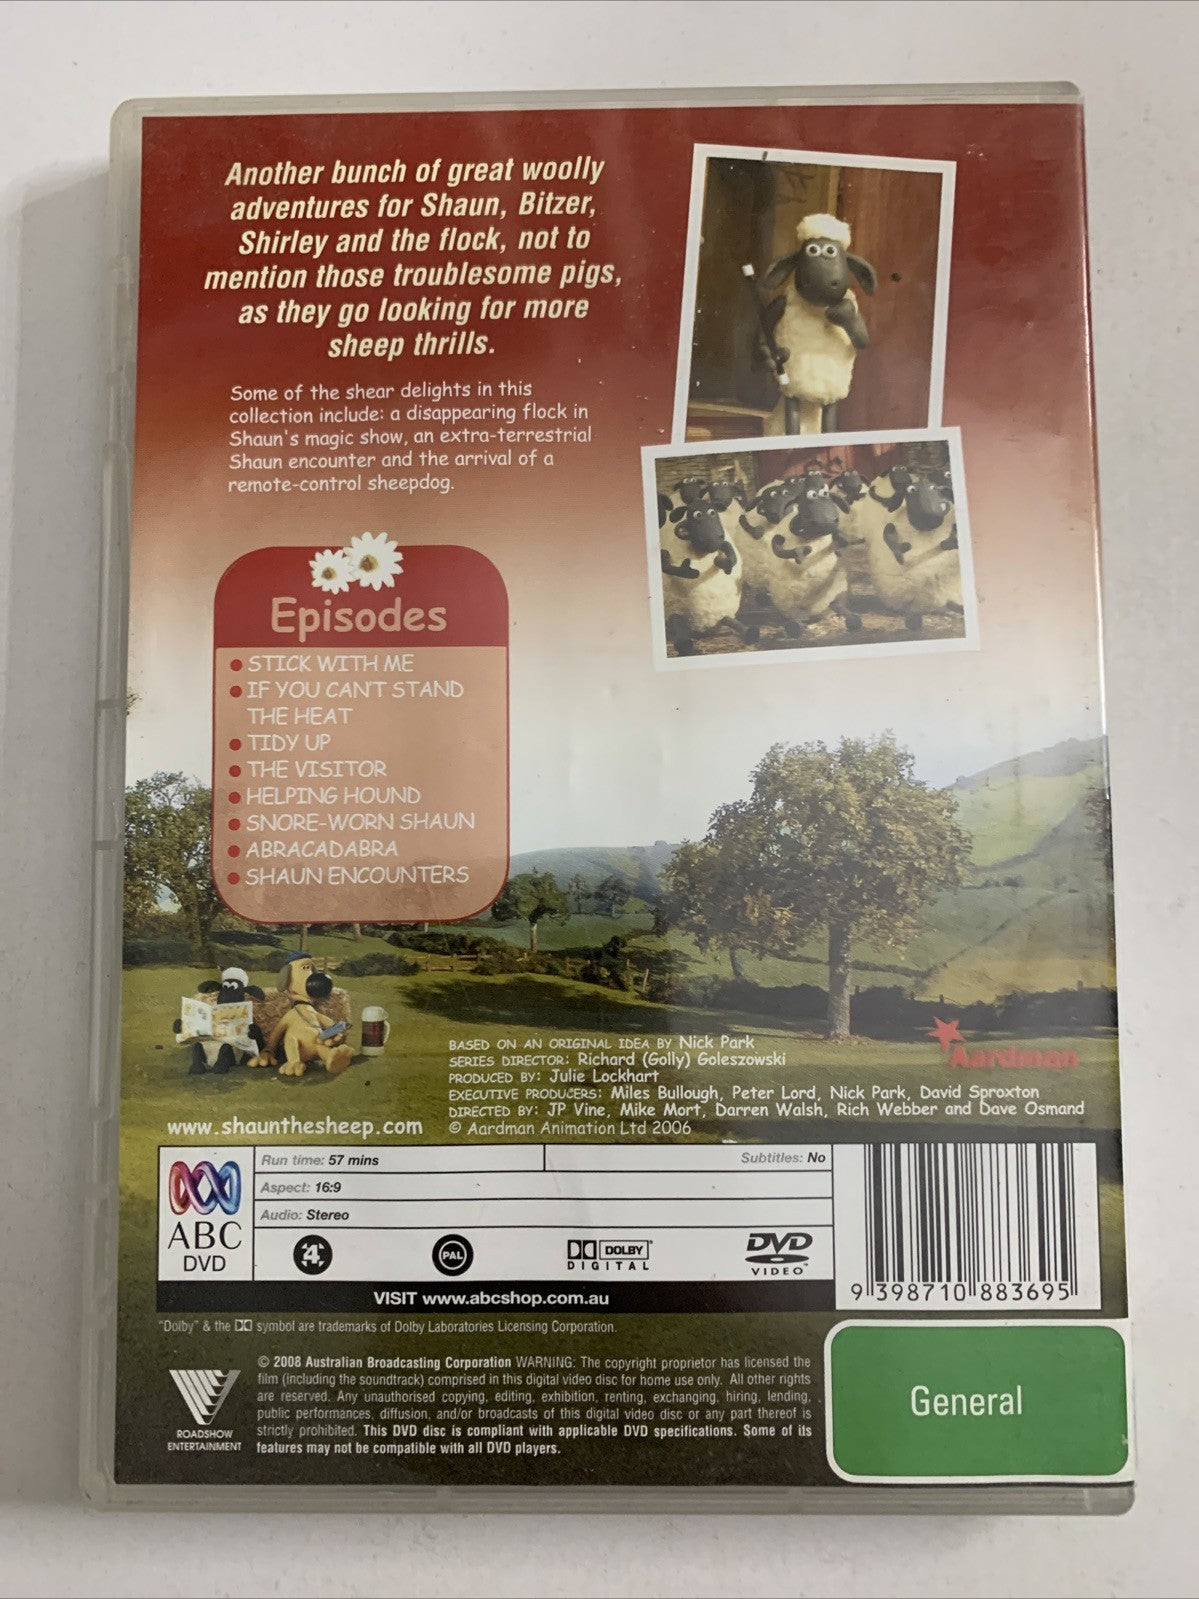 Another bunch of great woolly
adventures for Shaun, Bitzer,
Shirley and the flock, not to
mention those troublesome pigs,
as they go looking for more
sheep thrills.
Some of the shear delights in this
collection include: a disappearing flock in
Shaun's magic show, an extra-terrestrial
Shaun encounter and the arrival of a
remote-control sheepdog.
Episodes
STICK WITH ME
IF YOU CAN'T STAND
THE HEAT
TIDY UP
THE VISITOR
HELPING HOUND
SNORE-WORN SHAUN
ABRACADABRA
SHAUN ENCOUNTERS
Aardman
BASED ON AN ORIGINAL IDEA BY Nick Park
SERIES DIRECTOR: Richard (Golly) Goleszowski
PRODUCED BY: Julie Lockhart
EXECUTIVE PRODUCERS: Miles Bullough, Peter Lord, Nick Park, David Sproxton
DIRECTED BY: JP Vine, Mike Mort, Darren Walsh, Rich Webber and Dave Osmand
© Aardman Animation Ltd 2006
www.shaunthesheep.com
ABC
DVD
Run time: 57 mins
Subtitles: No
Aspect: 16:9
Audio: Stereo
4
PAL
DOLBY
DIGITAL
DVD
VIDEO™
VISIT www.abcshop.com.au
9 398710 883695
"Dolby" & the DD symbol are trademarks of Dolby Laboratories Licensing Corporation.
ROADSHOW
ENTERTAINMENT
© 2008 Australian Broadcasting Corporation WARNING: The copyright proprietor has licensed the
film (including the soundtrack) comprised in this digital video disc for home use only. All other rights
are reserved. Any unauthorised copying, editing, exhibition, renting, exchanging, hiring, lending,
public performances, diffusion, and/or broadcasts of this digital video disc or any part thereof is
strictly prohibited. This DVD disc is compliant with applicable DVD specifications. Some of its
features may not be compatible with all DVD players.
General